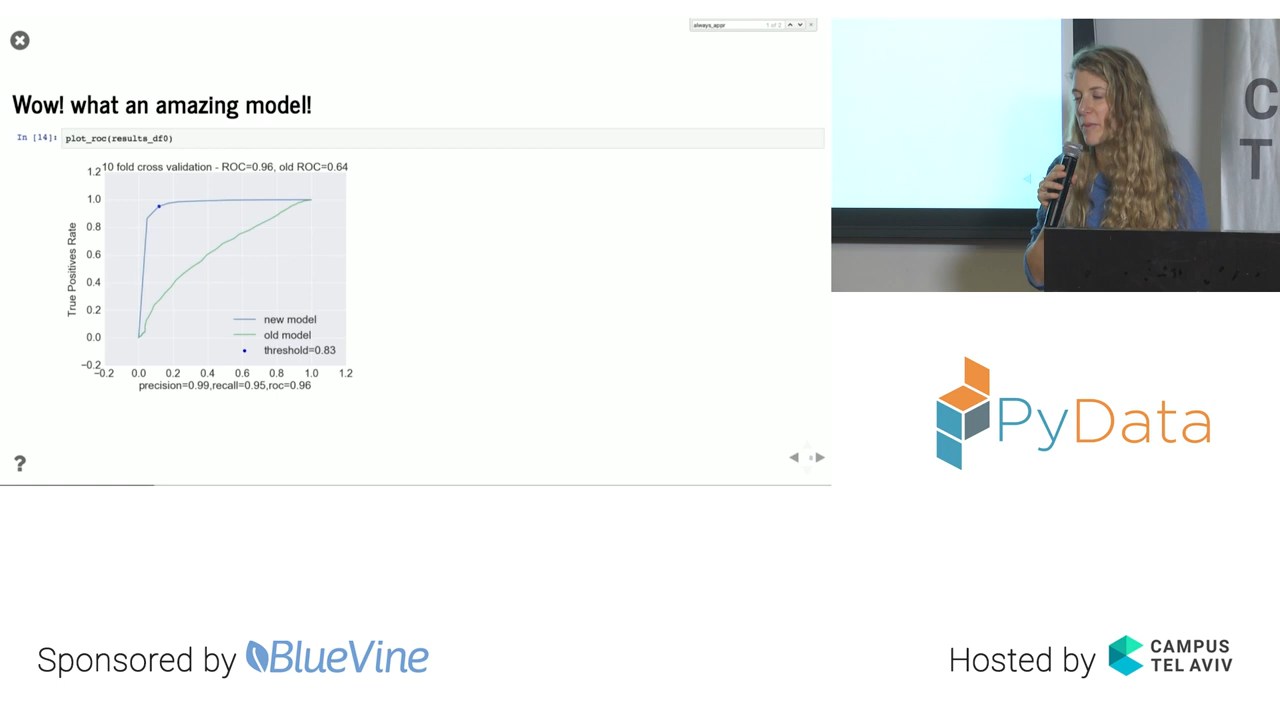 always_appr 1 of 2
Wow! what an amazing model!
In [14]: plot_roc(results_df0)
10 fold cross validation - ROC=0.96, old ROC=0.64
1.2
1.0
0.8
0.6
0.4
0.2
0.0
−0.2
True Positives Rate
new model
old model
threshold=0.83
−0.2 0.0 0.2 0.4 0.6 0.8 1.0 1.2
precision=0.99,recall=0.95,roc=0.96
?
C
T
PyData
Sponsored by BlueVine
Hosted by CAMPUS
TEL AVIV